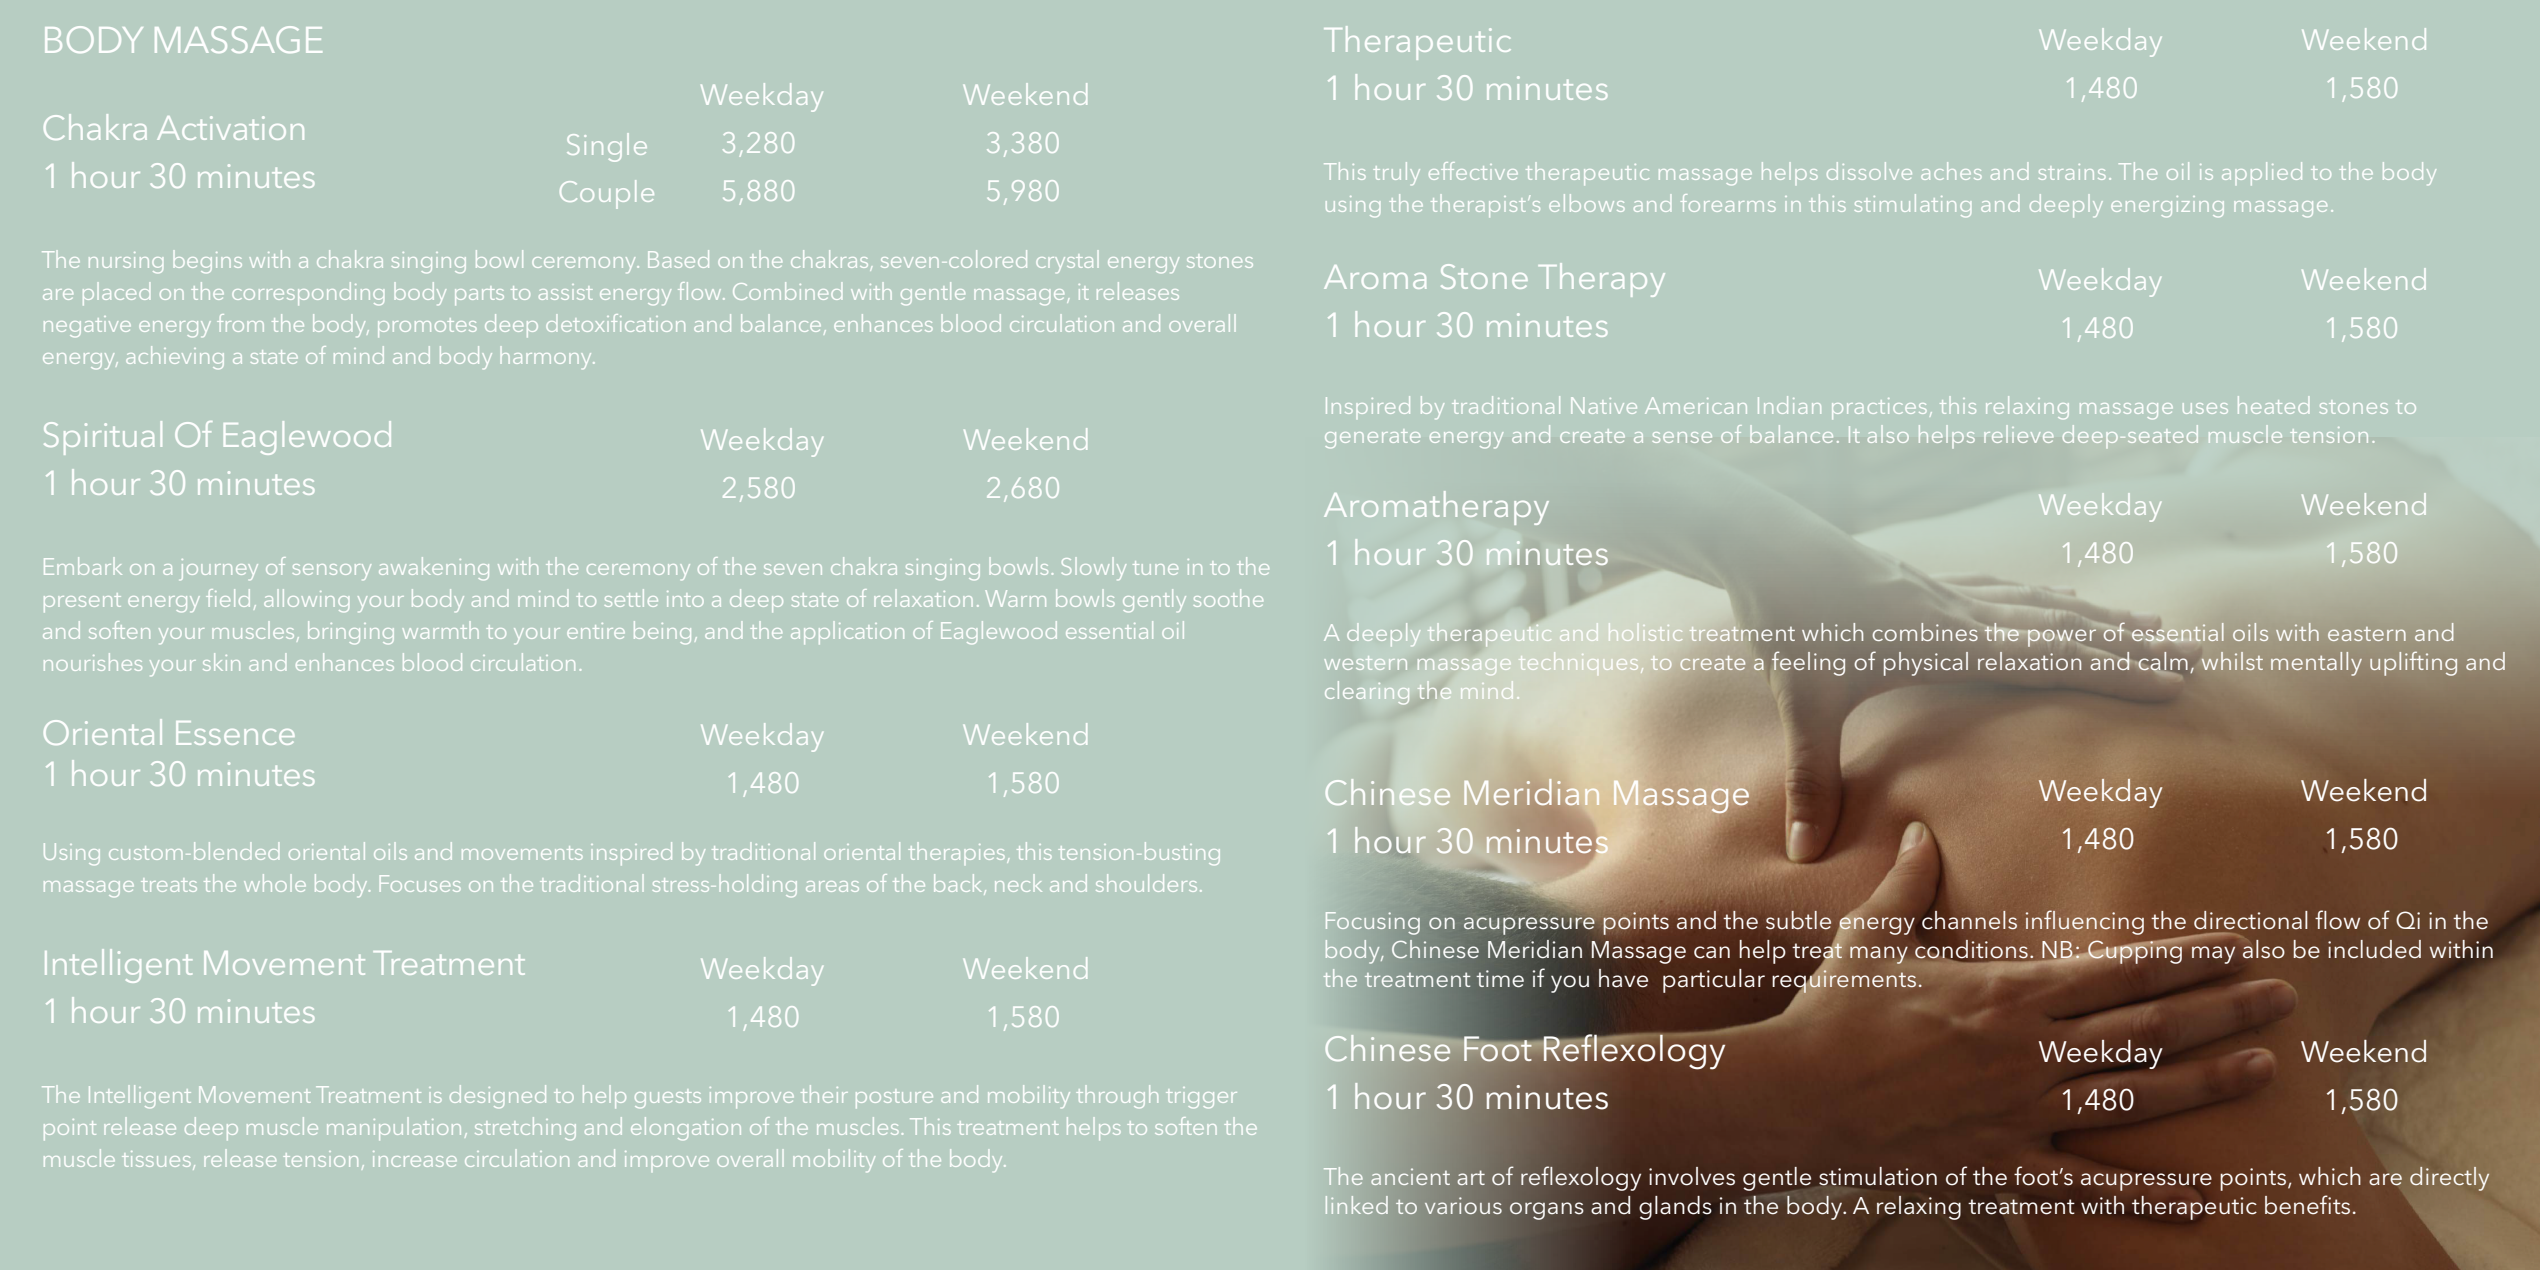 BODY MASSAGE
Weekday Weekend
Chakra Activation
1 hour 30 minutes
Single 3,280 3,380
Couple 5,880 5,980
The nursing begins with a chakra singing bowl ceremony. Based on the chakras, seven-colored crystal energy stones
are placed on the corresponding body parts to assist energy flow. Combined with gentle massage, it releases
negative energy from the body, promotes deep detoxification and balance, enhances blood circulation and overall
energy, achieving a state of mind and body harmony.
Spiritual Of Eaglewood
1 hour 30 minutes
Weekday Weekend
2,580 2,680
Embark on a journey of sensory awakening with the ceremony of the seven chakra singing bowls. Slowly tune in to the
present energy field, allowing your body and mind to settle into a deep state of relaxation. Warm bowls gently soothe
and soften your muscles, bringing warmth to your entire being, and the application of Eaglewood essential oil
nourishes your skin and enhances blood circulation.
Oriental Essence
1 hour 30 minutes
Weekday Weekend
1,480 1,580
Using custom-blended oriental oils and movements inspired by traditional oriental therapies, this tension-busting
massage treats the whole body. Focuses on the traditional stress-holding areas of the back, neck and shoulders.
Intelligent Movement Treatment
1 hour 30 minutes
Weekday Weekend
1,480 1,580
The Intelligent Movement Treatment is designed to help guests improve their posture and mobility through trigger
point release deep muscle manipulation, stretching and elongation of the muscles. This treatment helps to soften the
muscle tissues, release tension, increase circulation and improve overall mobility of the body.
Therapeutic
1 hour 30 minutes
Weekday Weekend
1,480 1,580
This truly effective therapeutic massage helps dissolve aches and strains. The oil is applied to the body
using the therapist’s elbows and forearms in this stimulating and deeply energizing massage.
Aroma Stone Therapy
1 hour 30 minutes
Weekday Weekend
1,480 1,580
Inspired by traditional Native American Indian practices, this relaxing massage uses heated stones to
generate energy and create a sense of balance. It also helps relieve deep-seated muscle tension.
Aromatherapy
1 hour 30 minutes
Weekday Weekend
1,480 1,580
A deeply therapeutic and holistic treatment which combines the power of essential oils with eastern and
western massage techniques, to create a feeling of physical relaxation and calm, whilst mentally uplifting and
clearing the mind.
Chinese Meridian Massage
1 hour 30 minutes
Weekday Weekend
1,480 1,580
Focusing on acupressure points and the subtle energy channels influencing the directional flow of Qi in the
body, Chinese Meridian Massage can help treat many conditions. NB: Cupping may also be included within
the treatment time if you have particular requirements.
Chinese Foot Reflexology
1 hour 30 minutes
Weekday Weekend
1,480 1,580
The ancient art of reflexology involves gentle stimulation of the foot’s acupressure points, which are directly
linked to various organs and glands in the body. A relaxing treatment with therapeutic benefits.